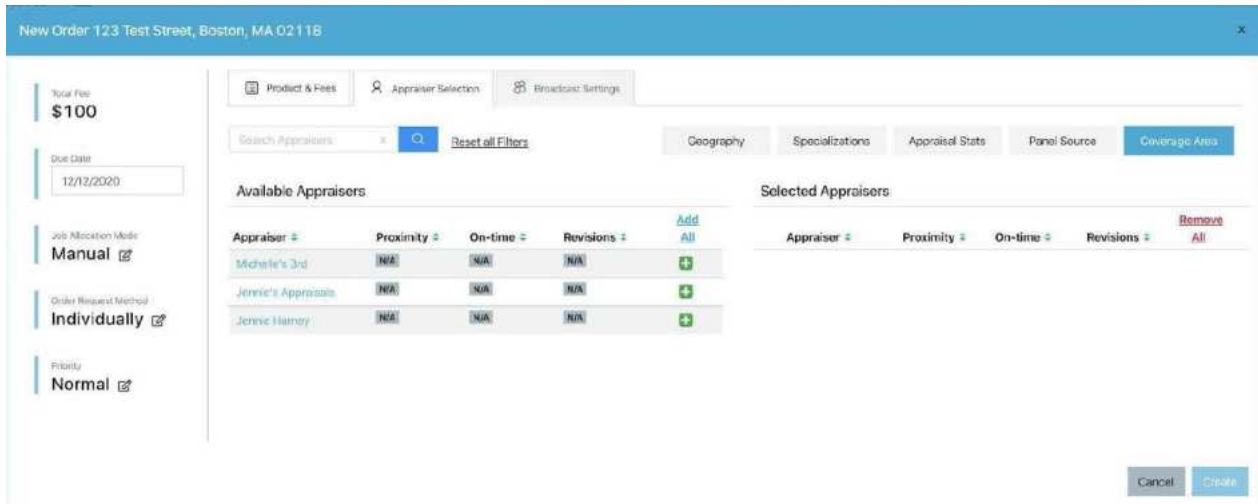 New Order 123 Test Street, Boston, MA 02118
x
Total Fee
$100
Due Date
12/12/2020
Job Allocation Mode
Manual
Order Request Method
Individually
Priority
Normal
Product & Fees
Appraiser Selection
Broadcast Settings
Search Appraisers x
Reset all Filters
Geography
Specializations
Appraisal Stats
Panel Source
Coverage Area
Available Appraisers
Appraiser Proximity On-time Revisions Add All
Michelle's 3rd N/A N/A N/A
Jennie's Appraisals N/A N/A N/A
Jennie Harney N/A N/A N/A
Selected Appraisers
Appraiser Proximity On-time Revisions Remove All
Cancel
Create